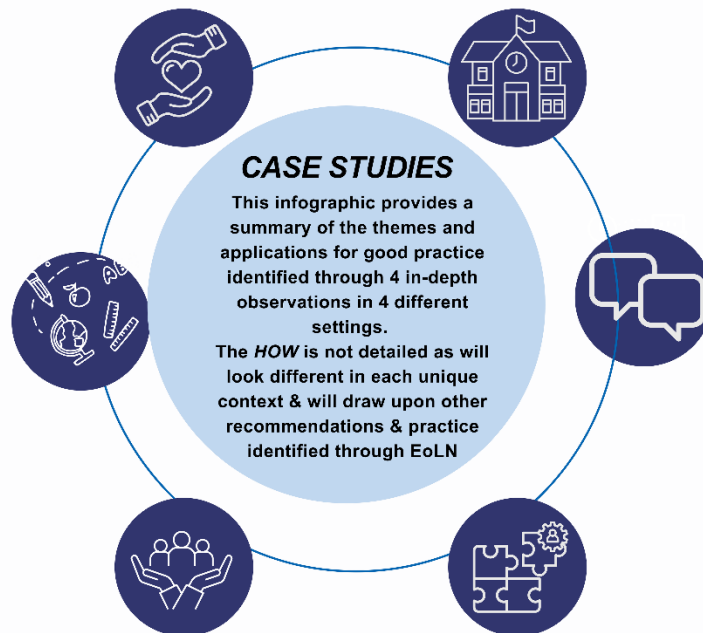 CASE STUDIES
This infographic provides a
summary of the themes and
applications for good practice
identified through 4 in-depth
observations in 4 different
settings.
The HOW is not detailed as will
look different in each unique
context & will draw upon other
recommendations & practice
identified through EoLN